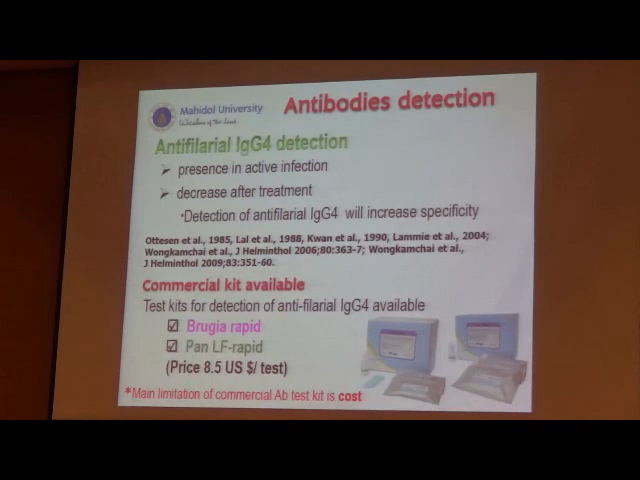 Mahidol University
Wisdom of the Land
Antibodies detection
Antifilarial IgG4 detection
➢ presence in active infection
➢ decrease after treatment
*Detection of antifilarial IgG4 will increase specificity
Ottesen et al., 1985, Lal et al., 1988, Kwan et al., 1990, Lammie et al., 2004;
Wongkamchai et al., J Helminthol 2006;80:363-7; Wongkamchai et al.,
J Helminthol 2009;83:351-60.
Commercial kit available
Test kits for detection of anti-filarial IgG4 available
☑ Brugia rapid
☑ Pan LF-rapid
(Price 8.5 US $/ test)
*Main limitation of commercial Ab test kit is cost